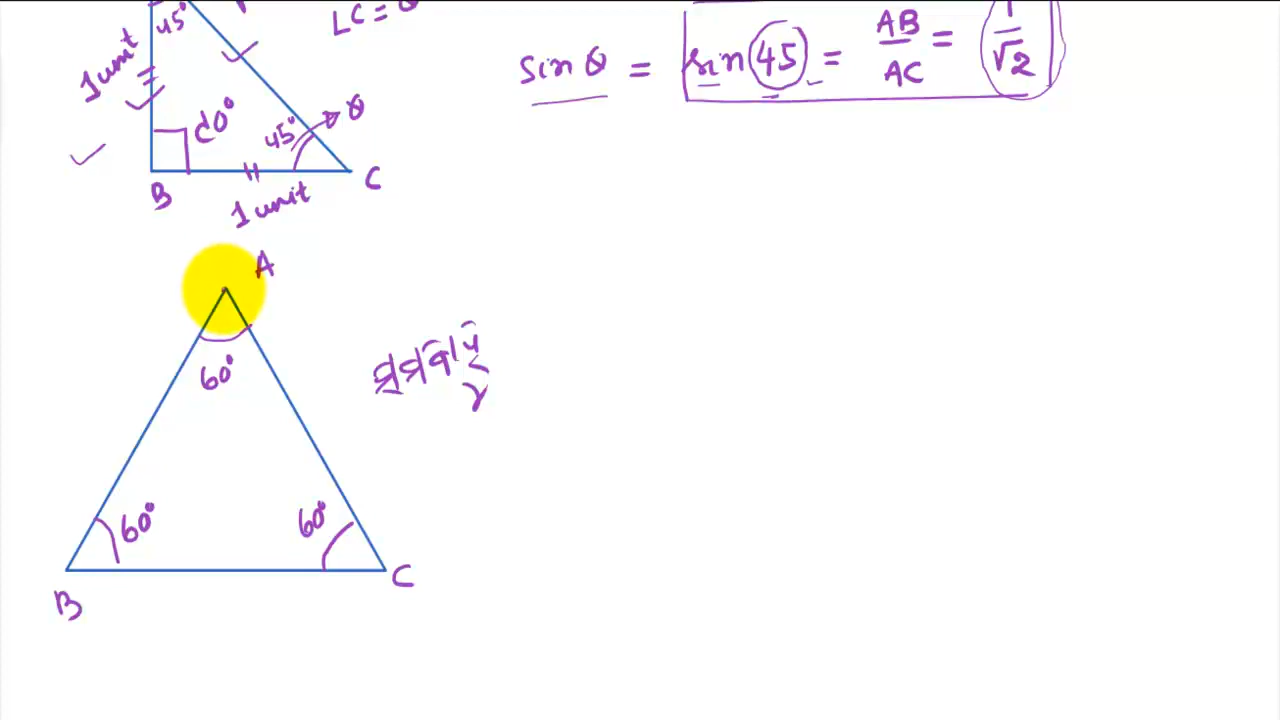 45°
LC = θ
1 unit
90°
45°
θ
B
1 unit
C
sin θ = sin 45 = AB/AC = 1/√2
A
60°
60°
60°
B
C